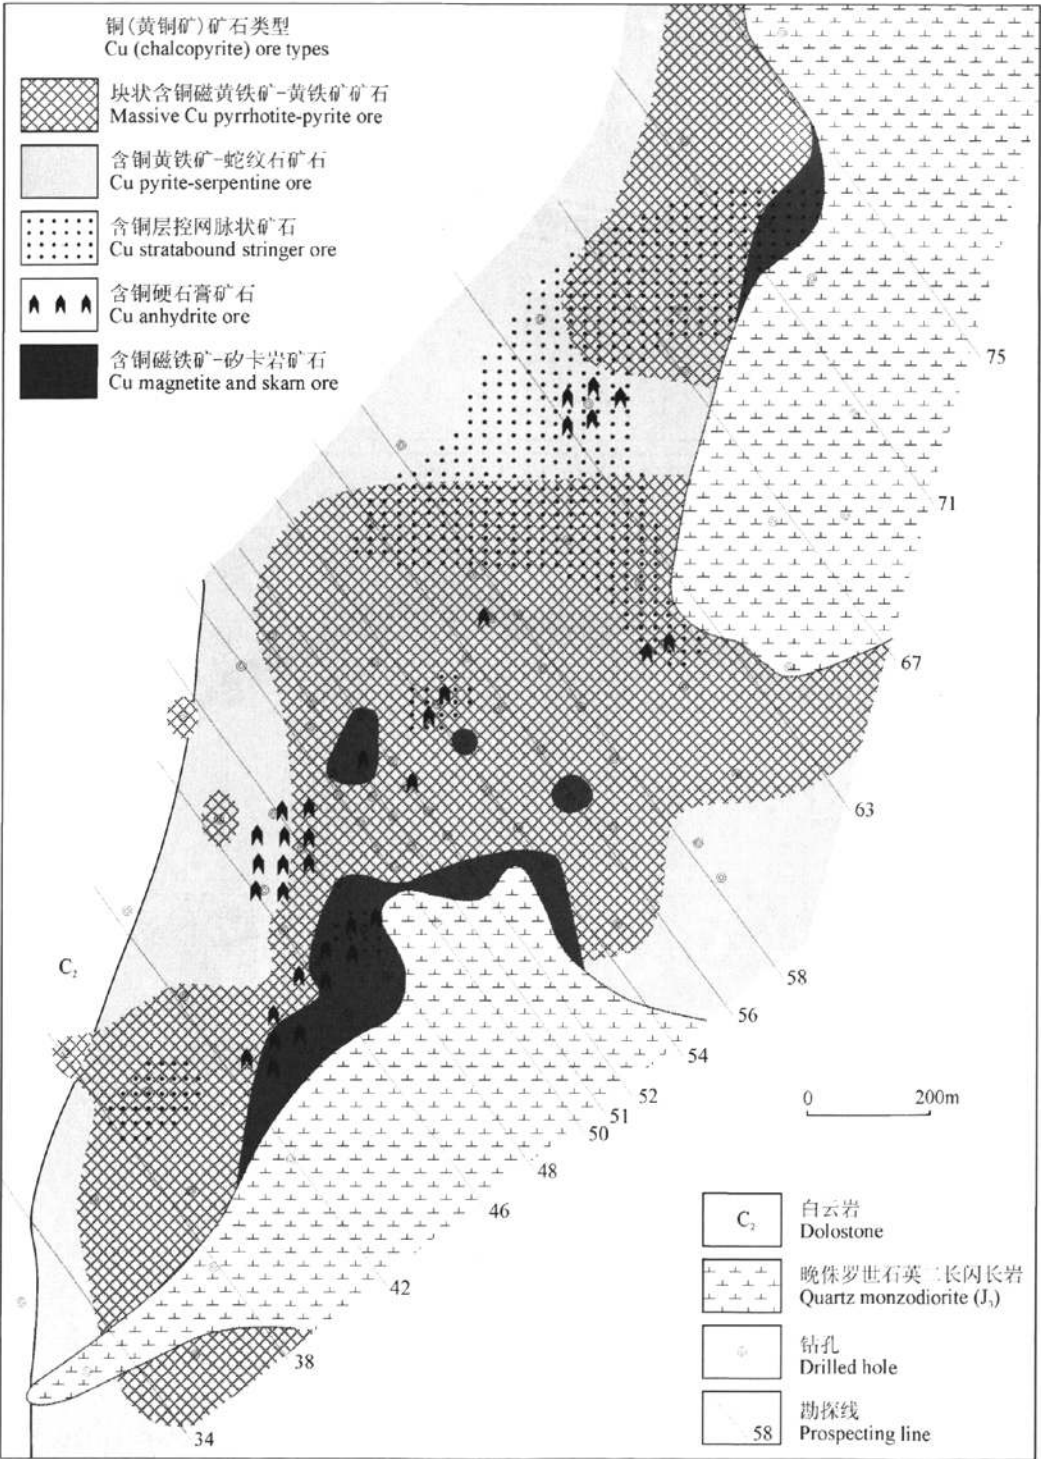 铜(黄铜矿)矿石类型
Cu (chalcopyrite) ore types
块状含铜磁黄铁矿-黄铁矿矿石
Massive Cu pyrrhotite-pyrite ore
含铜黄铁矿-蛇纹石矿石
Cu pyrite-serpentine ore
含铜层控网脉状矿石
Cu stratabound stringer ore
含铜硬石膏矿石
Cu anhydrite ore
含铜磁铁矿-矽卡岩矿石
Cu magnetite and skarn ore
75
71
67
63
58
56
54
52
51
50
48
46
42
38
34
C₂
0 200m
C₂
白云岩
Dolostone
晚侏罗世石英二长闪长岩
Quartz monzodiorite (J₃)
钻孔
Drilled hole
58
勘探线
Prospecting line